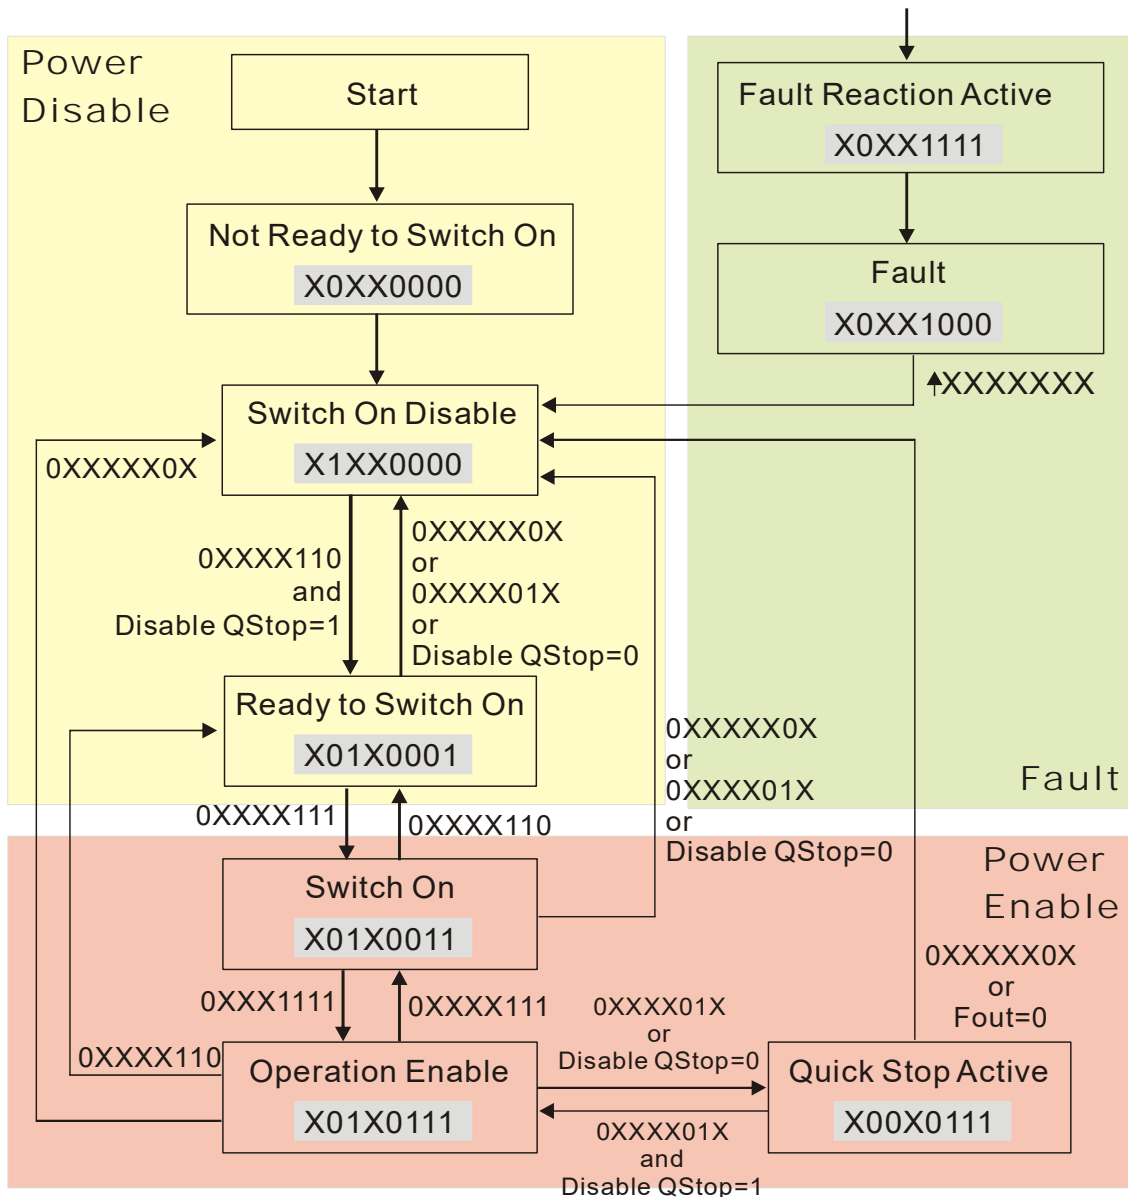 Power
Disable
Start
Not Ready to Switch On
X0XX0000
Switch On Disable
X1XX0000
0XXXXX0X
0XXXX110
and
Disable QStop=1
0XXXXX0X
or
0XXXX01X
or
Disable QStop=0
Ready to Switch On
X01X0001
0XXXX111
0XXXX110
Fault Reaction Active
X0XX1111
Fault
X0XX1000
XXXXXXX
Fault
0XXXXX0X
or
0XXXX01X
or
Disable QStop=0
Power
Enable
Switch On
X01X0011
0XXX1111
0XXXX111
0XXXX110
Operation Enable
X01X0111
0XXXX01X
or
Disable QStop=0
0XXXX01X
and
Disable QStop=1
0XXXXX0X
or
Fout=0
Quick Stop Active
X00X0111